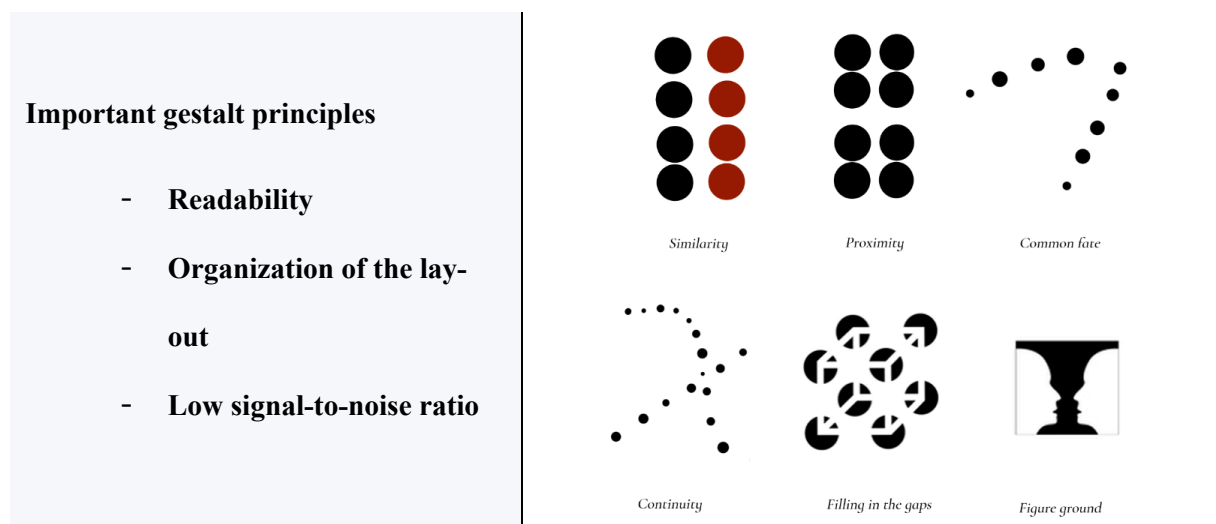 Important gestalt principles
- Readability
- Organization of the lay-
out
- Low signal-to-noise ratio
Similarity
Proximity
Common fate
Continuity
Filling in the gaps
Figure ground